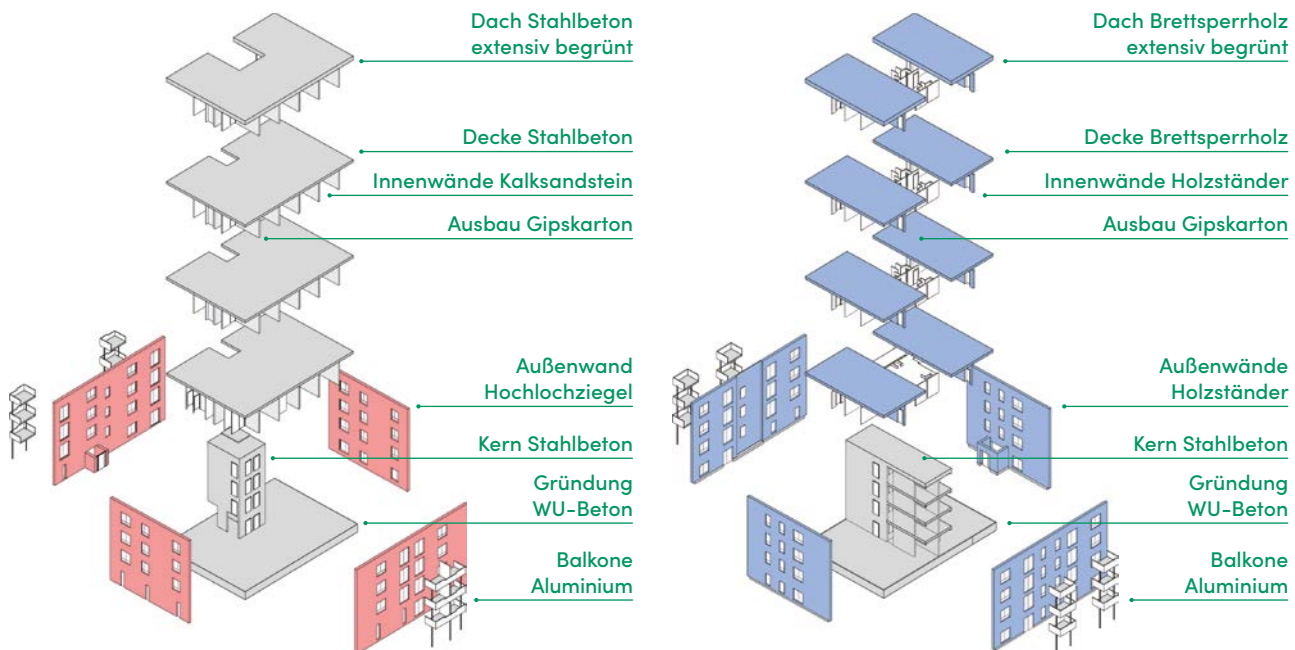 Dach Stahlbeton
extensiv begrünt
Decke Stahlbeton
Innenwände Kalksandstein
Ausbau Gipskarton
Außenwand
Hochlochziegel
Kern Stahlbeton
Gründung
WU-Beton
Balkone
Aluminium
Dach Brettsperrholz
extensiv begrünt
Decke Brettsperrholz
Innenwände Holzständer
Ausbau Gipskarton
Außenwände
Holzständer
Kern Stahlbeton
Gründung
WU-Beton
Balkone
Aluminium